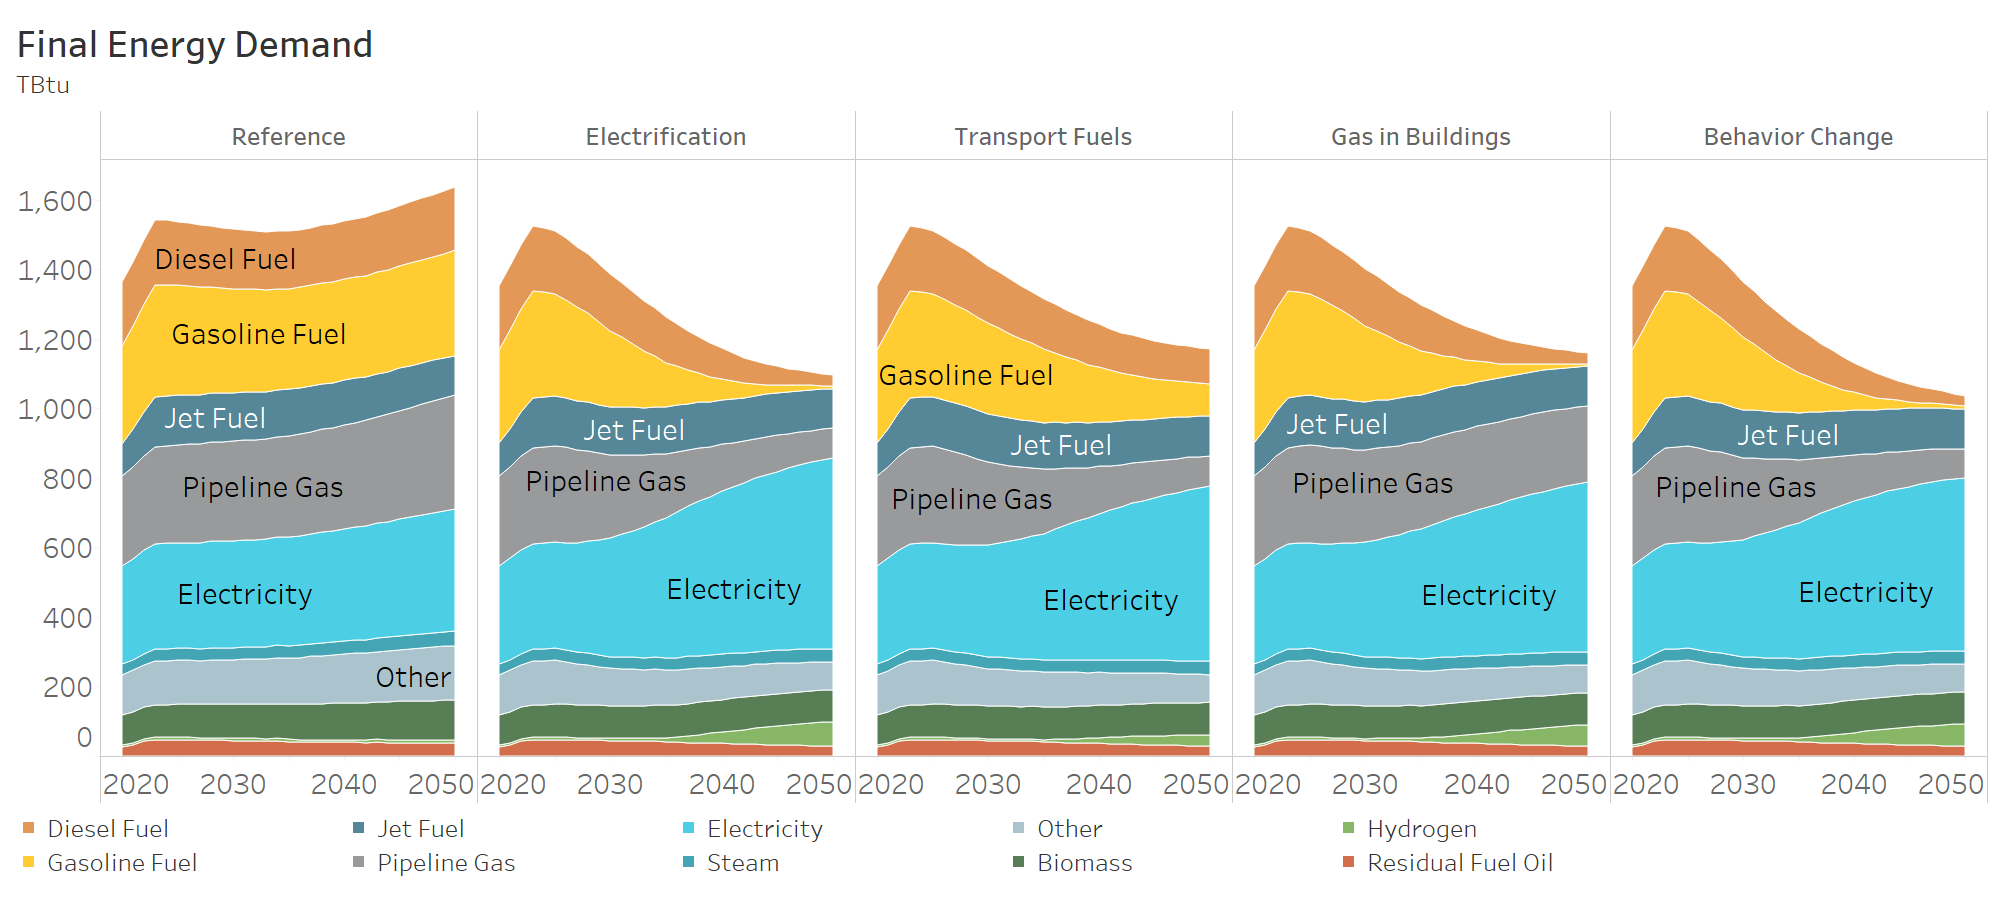 Final Energy Demand
TBtu
Reference Electrification Transport Fuels Gas in Buildings Behavior Change
1,600
1,400
1,200
1,000
800
600
400
200
0
Diesel Fuel
Gasoline Fuel
Jet Fuel
Pipeline Gas
Electricity
Other
Jet Fuel
Pipeline Gas
Electricity
Gasoline Fuel
Jet Fuel
Pipeline Gas
Electricity
Jet Fuel
Pipeline Gas
Electricity
Jet Fuel
Pipeline Gas
Electricity
2020 2030 2040 2050 2020 2030 2040 2050 2020 2030 2040 2050 2020 2030 2040 2050 2020 2030 2040 2050
Diesel Fuel Jet Fuel Electricity Other Hydrogen
Gasoline Fuel Pipeline Gas Steam Biomass Residual Fuel Oil